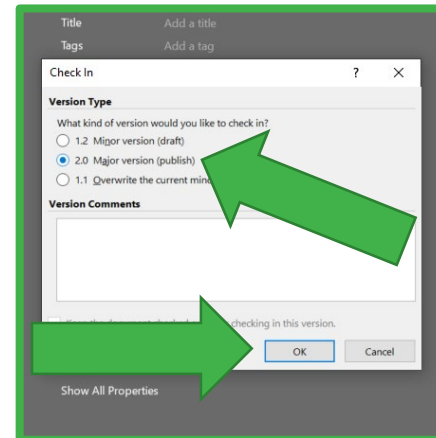 Title Add a title
Tags Add a tag
Check In ? X
Version Type
What kind of version would you like to check in?
1.2 Minor version (draft)
2.0 Major version (publish)
1.1 Overwrite the current
Version Comments
checking in this version.
OK Cancel
Show All Properties